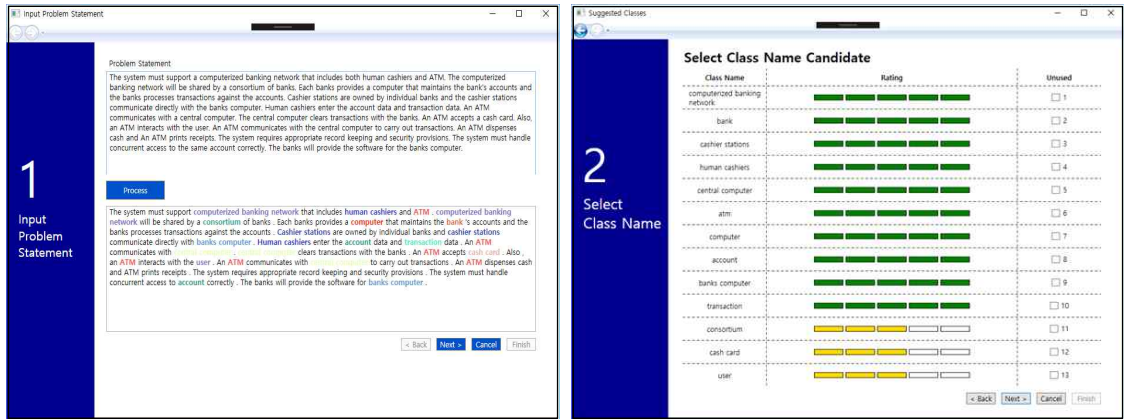 Input Problem Statement
1
Input
Problem
Statement
Problem Statement
The system must support a computerized banking network that includes both human cashiers and ATM. The computerized
banking network will be shared by a consortium of banks. Each banks provides a computer that maintains the bank's accounts and
the banks processes transactions against the accounts. Cashier stations are owned by individual banks and the cashier stations
communicate directly with the banks computer. Human cashiers enter the account data and transaction data. An ATM
communicates with a central computer. The central computer clears transactions with the banks. An ATM accepts a cash card. Also,
an ATM interacts with the user. An ATM communicates with the central computer to carry out transactions. An ATM dispenses
cash and An ATM prints receipts. The system requires appropriate record keeping and security provisions. The system must handle
concurrent access to the same account correctly. The banks will provide the software for the banks computer.
Process
The system must support computerized banking network that includes human cashiers and ATM . computerized banking
network will be shared by a consortium of banks . Each banks provides a computer that maintains the bank 's accounts and the
banks processes transactions against the accounts . Cashier stations are owned by individual banks and cashier stations
communicate directly with banks computer . Human cashiers enter the account data and transaction data . An ATM
communicates with central computer . central computer clears transactions with the banks . An ATM accepts cash card . Also ,
an ATM interacts with the user . An ATM communicates with central computer to carry out transactions . An ATM dispenses cash
and ATM prints receipts . The system requires appropriate record keeping and security provisions . The system must handle
concurrent access to account correctly . The banks will provide the software for banks computer .
< Back Next > Cancel Finish
Suggested Classes
2
Select
Class Name
Select Class Name Candidate
Class Name Rating Unused
computerized banking
network 1
bank 2
cashier stations 3
human cashiers 4
central computer 5
atm 6
computer 7
account 8
banks computer 9
transaction 10
consortium 11
cash card 12
user 13
< Back Next > Cancel Finish